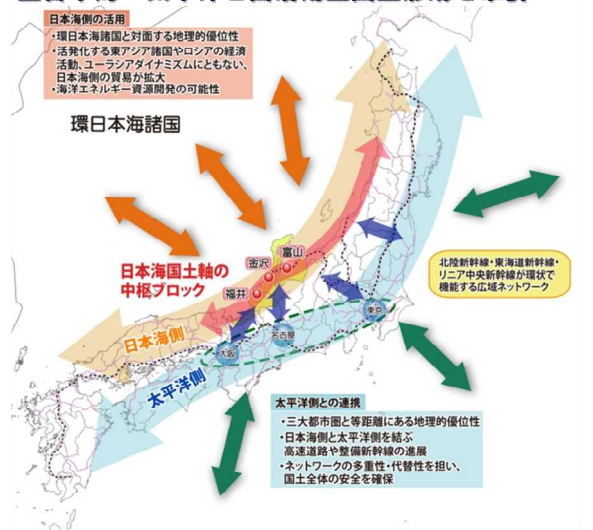 日本海側の活用
・環日本海諸国と対面する地理的優位性
・活発化する東アジア諸国やロシアの経済
活動、ユーラシアダイナミズムにともない、
日本海側の貿易が拡大
・海洋エネルギー資源開発の可能性
環日本海諸国
日本海国土軸の
中枢ブロック
金沢
富山
福井
北陸新幹線・東海道新幹線・
リニア中央新幹線が環状で
機能する広域ネットワーク
日本海側
太平洋側
大阪
名古屋
東京
太平洋側との連携
・三大都市圏と等距離にある地理的優位性
・日本海側と太平洋側を結ぶ
高速道路や整備新幹線の進展
・ネットワークの多重性・代替性を担い、
国土全体の安全を確保